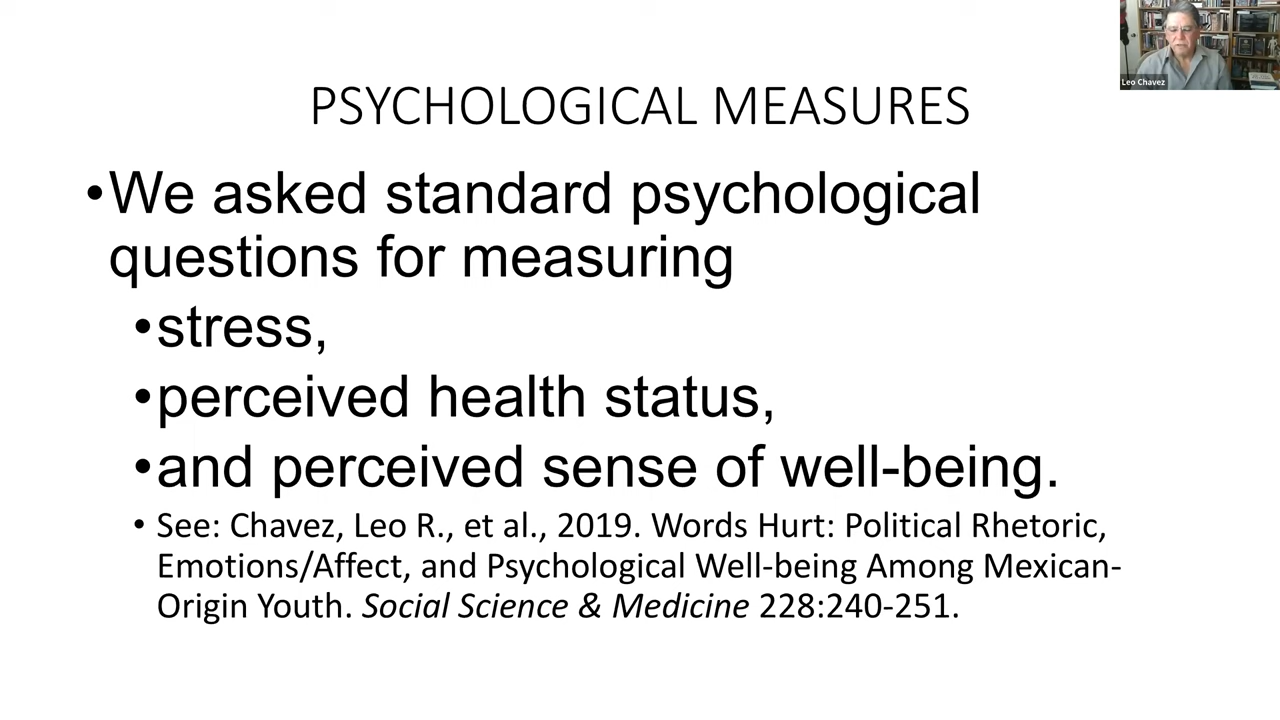 PSYCHOLOGICAL MEASURES
•We asked standard psychological
questions for measuring
•stress,
•perceived health status,
•and perceived sense of well-being.
• See: Chavez, Leo R., et al., 2019. Words Hurt: Political Rhetoric,
Emotions/Affect, and Psychological Well-being Among Mexican-
Origin Youth. Social Science & Medicine 228:240-251.
Leo Chavez